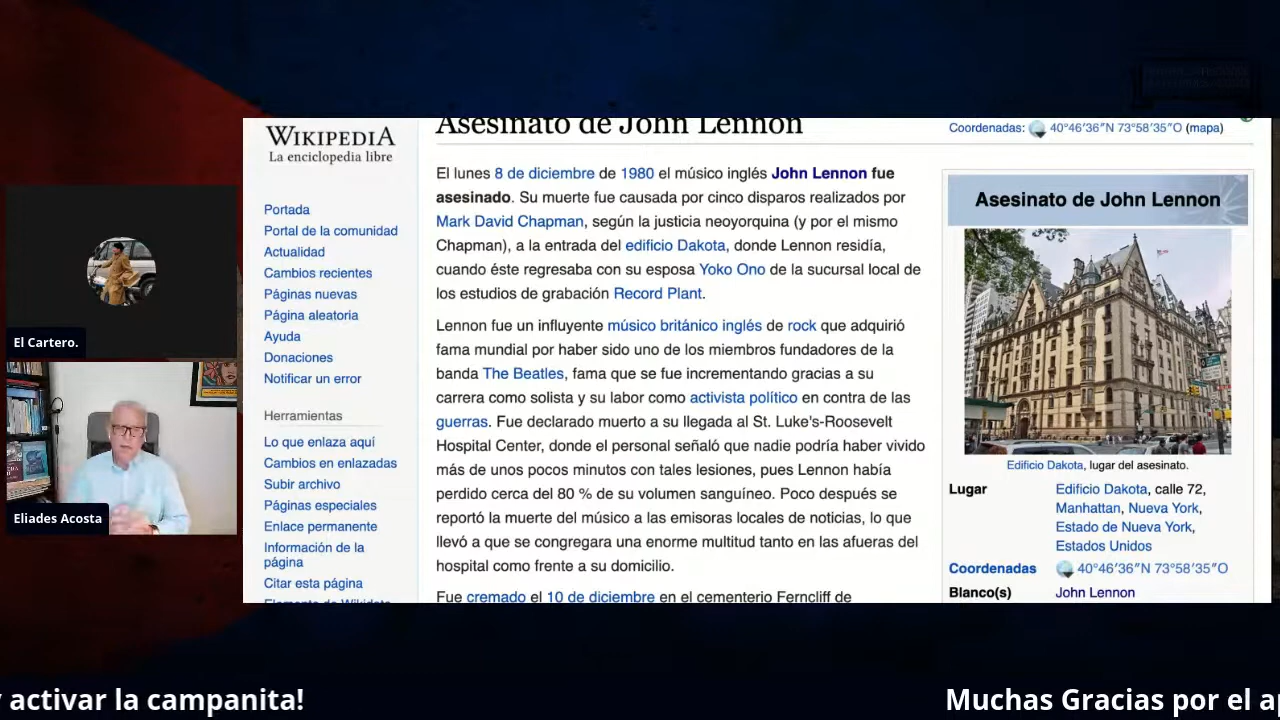 El Cartero.
Eliades Acosta
WIKIPEDIA
La enciclopedia libre
Portada
Portal de la comunidad
Actualidad
Cambios recientes
Páginas nuevas
Página aleatoria
Ayuda
Donaciones
Notificar un error
Herramientas
Lo que enlaza aquí
Cambios en enlazadas
Subir archivo
Páginas especiales
Enlace permanente
Información de la
página
Citar esta página
Asesinato de John Lennon
El lunes 8 de diciembre de 1980 el músico inglés John Lennon fue
asesinado. Su muerte fue causada por cinco disparos realizados por
Mark David Chapman, según la justicia neoyorquina (y por el mismo
Chapman), a la entrada del edificio Dakota, donde Lennon residía,
cuando éste regresaba con su esposa Yoko Ono de la sucursal local de
los estudios de grabación Record Plant.
Lennon fue un influyente músico británico inglés de rock que adquirió
fama mundial por haber sido uno de los miembros fundadores de la
banda The Beatles, fama que se fue incrementando gracias a su
carrera como solista y su labor como activista político en contra de las
guerras. Fue declarado muerto a su llegada al St. Luke's-Roosevelt
Hospital Center, donde el personal señaló que nadie podría haber vivido
más de unos pocos minutos con tales lesiones, pues Lennon había
perdido cerca del 80 % de su volumen sanguíneo. Poco después se
reportó la muerte del músico a las emisoras locales de noticias, lo que
llevó a que se congregara una enorme multitud tanto en las afueras del
hospital como frente a su domicilio.
Fue cremado el 10 de diciembre en el cementerio Ferncliff de
Coordenadas: 40°46′36″N 73°58′35″O (mapa)
Asesinato de John Lennon
Edificio Dakota, lugar del asesinato.
Lugar Edificio Dakota, calle 72,
Manhattan, Nueva York,
Estado de Nueva York,
Estados Unidos
Coordenadas 40°46′36″N 73°58′35″O
Blanco(s) John Lennon
y activar la campanita!
Muchas Gracias por el